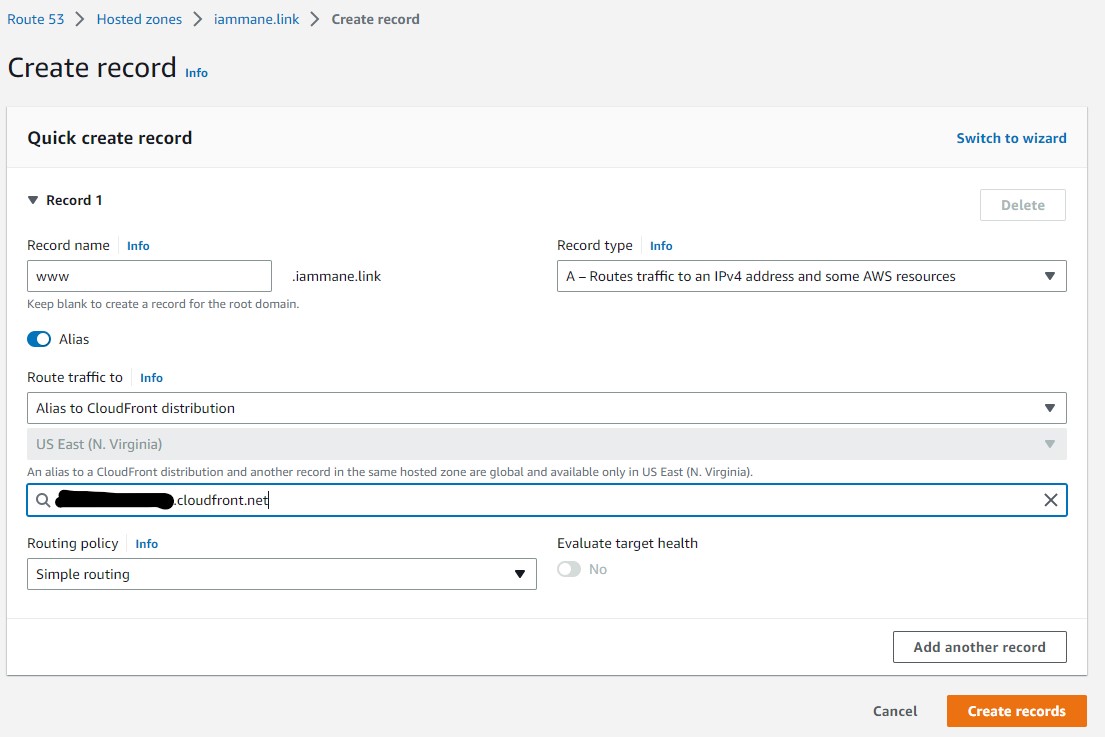 Route 53 > Hosted zones > iammane.link > Create record
Create record Info
Quick create record Switch to wizard
▼ Record 1
Delete
Record name Info Record type Info
www .iammane.link A – Routes traffic to an IPv4 address and some AWS resources
Keep blank to create a record for the root domain.
Alias
Route traffic to Info
Alias to CloudFront distribution
US East (N. Virginia)
An alias to a CloudFront distribution and another record in the same hosted zone are global and available only in US East (N. Virginia).
.cloudfront.net
Routing policy Info Evaluate target health
Simple routing No
Add another record
Cancel Create records